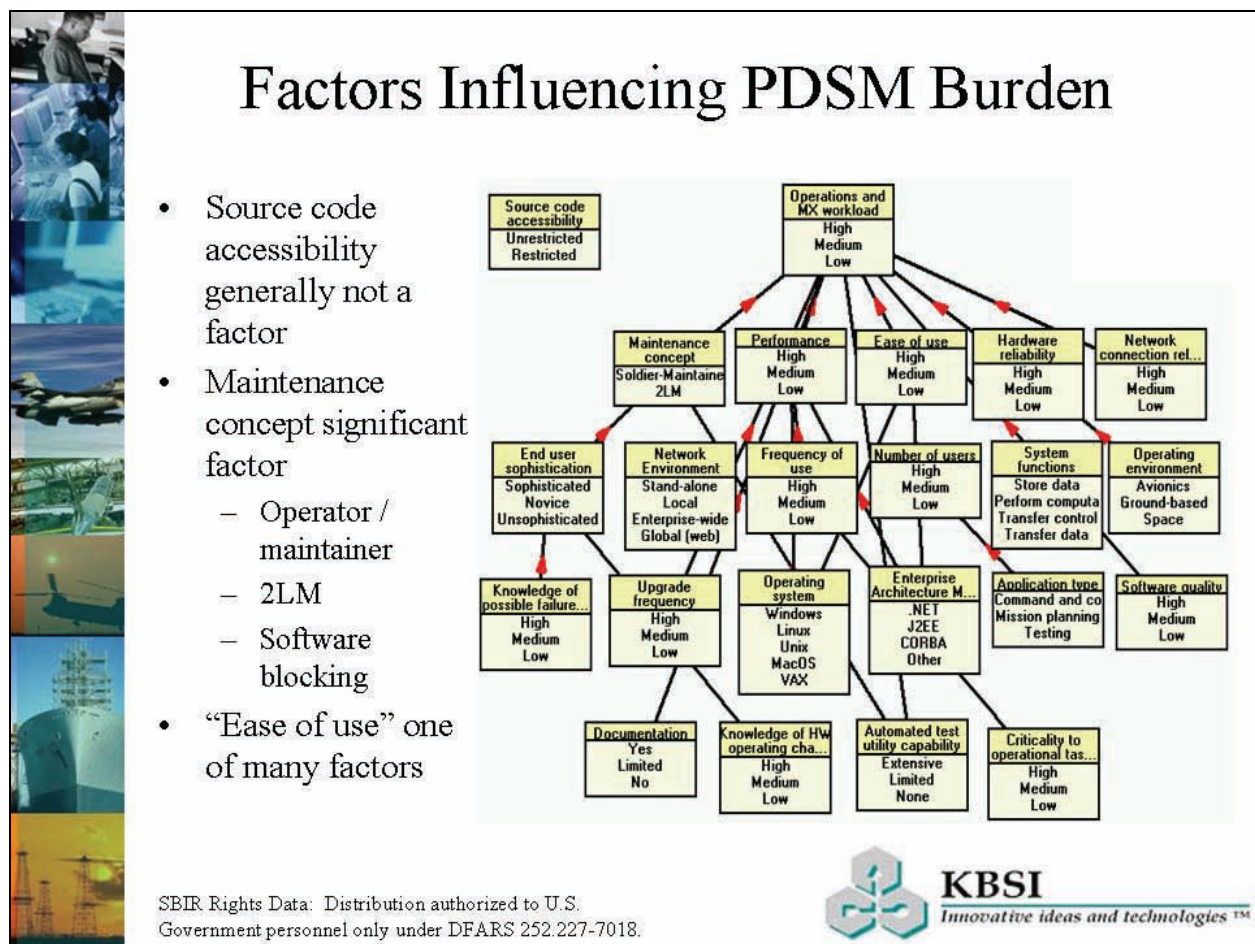 Factors Influencing PDSM Burden
• Source code
accessibility
generally not a
factor
• Maintenance
concept significant
factor
– Operator /
maintainer
– 2LM
– Software
blocking
• “Ease of use” one
of many factors
Source code
accessibility
Unrestricted
Restricted
Operations and
MX workload
High
Medium
Low
Maintenance
concept
Soldier-Maintaine
2LM
Performance
High
Medium
Low
Ease of use
High
Medium
Low
Hardware
reliability
High
Medium
Low
Network
connection rel...
High
Medium
Low
End user
sophistication
Sophisticated
Novice
Unsophisticated
Network
Environment
Stand-alone
Local
Enterprise-wide
Global (web)
Frequency of
use
High
Medium
Low
Number of users
High
Medium
Low
System
functions
Store data
Perform computa
Transfer control
Transfer data
Operating
environment
Avionics
Ground-based
Space
Knowledge of
possible failure...
High
Medium
Low
Upgrade
frequency
High
Medium
Low
Operating
system
Windows
Linux
Unix
MacOS
VAX
Enterprise
Architecture M...
.NET
J2EE
CORBA
Other
Application type
Command and co
Mission planning
Testing
Software quality
High
Medium
Low
Documentation
Yes
Limited
No
Knowledge of HW
operating cha...
High
Medium
Low
Automated test
utility capability
Extensive
Limited
None
Criticality to
operational tas...
High
Medium
Low
SBIR Rights Data: Distribution authorized to U.S.
Government personnel only under DFARS 252.227-7018.
KBSI
Innovative ideas and technologies ™